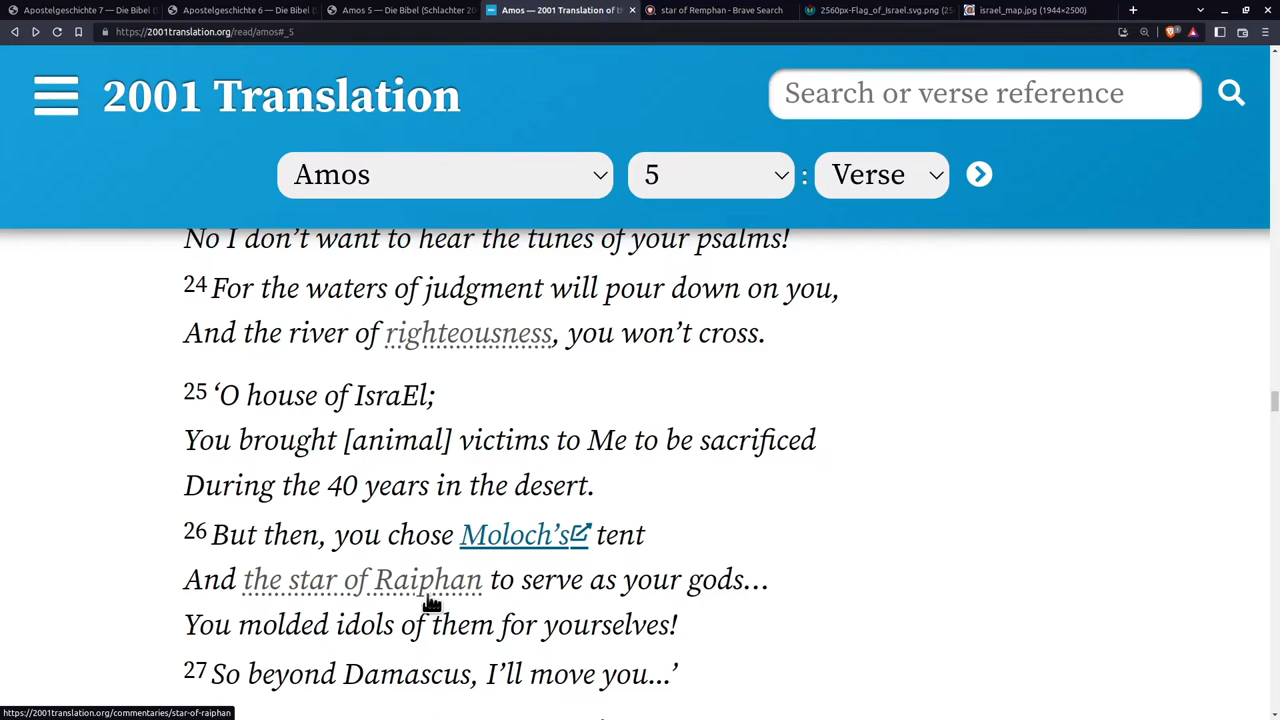 Apostelgeschichte 7 — Die Bibel (
Apostelgeschichte 6 — Die Bibel (
Amos 5 — Die Bibel (Schlachter 20
Amos — 2001 Translation of th
star of Remphan - Brave Search
2560px-Flag_of_Israel.svg.png (25
israel_map.jpg (1944×2500)
https://2001translation.org/read/amos#_5
2001 Translation
Search or verse reference
Amos
5
:
Verse
No I don’t want to hear the tunes of your psalms!
24 For the waters of judgment will pour down on you,
And the river of righteousness, you won’t cross.
25 ‘O house of IsraEl;
You brought [animal] victims to Me to be sacrificed
During the 40 years in the desert.
26 But then, you chose Moloch’s tent
And the star of Raiphan to serve as your gods…
You molded idols of them for yourselves!
27 So beyond Damascus, I’ll move you…’
https://2001translation.org/commentaries/star-of-raiphan